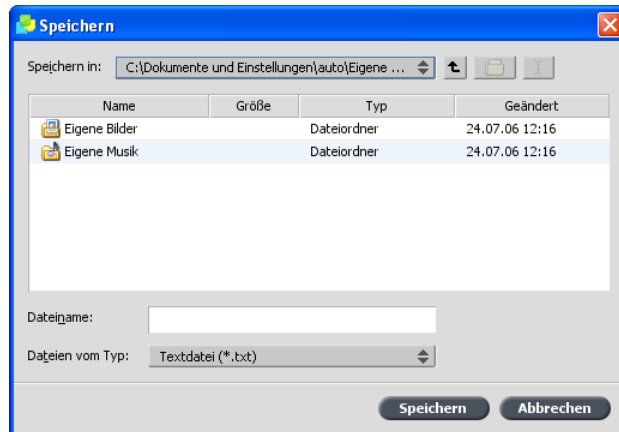 Speichern
Speichern in: C:\Dokumente und Einstellungen\auto\Eigene ...
Name Größe Typ Geändert
Eigene Bilder Dateiordner 24.07.06 12:16
Eigene Musik Dateiordner 24.07.06 12:16
Dateiname:
Dateien vom Typ: Textdatei (*.txt)
Speichern Abbrechen